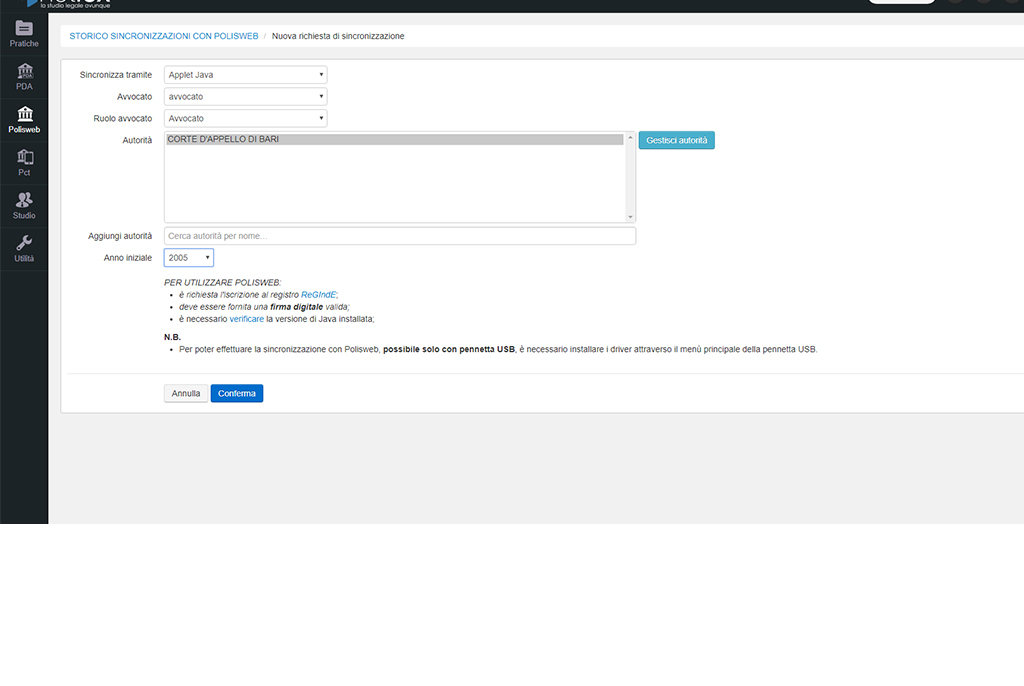 la studio legale ovunque
Pratiche
PDA
Polisweb
Pct
Studio
Utilità
STORICO SINCRONIZZAZIONI CON POLISWEB / Nuova richiesta di sincronizzazione
Sincronizza tramite Applet Java
Avvocato avvocato
Ruolo avvocato Avvocato
Autorità CORTE D'APPELLO DI BARI Gestisci autorità
Aggiungi autorità Cerca autorità per nome...
Anno iniziale 2005
PER UTILIZZARE POLISWEB:
• è richiesta l'iscrizione al registro ReGIndE;
• deve essere fornita una firma digitale valida;
• è necessario verificare la versione di Java installata;
N.B.
• Per poter effettuare la sincronizzazione con Polisweb, possibile solo con pennetta USB, è necessario installare i driver attraverso il menù principale della pennetta USB.
Annulla Conferma